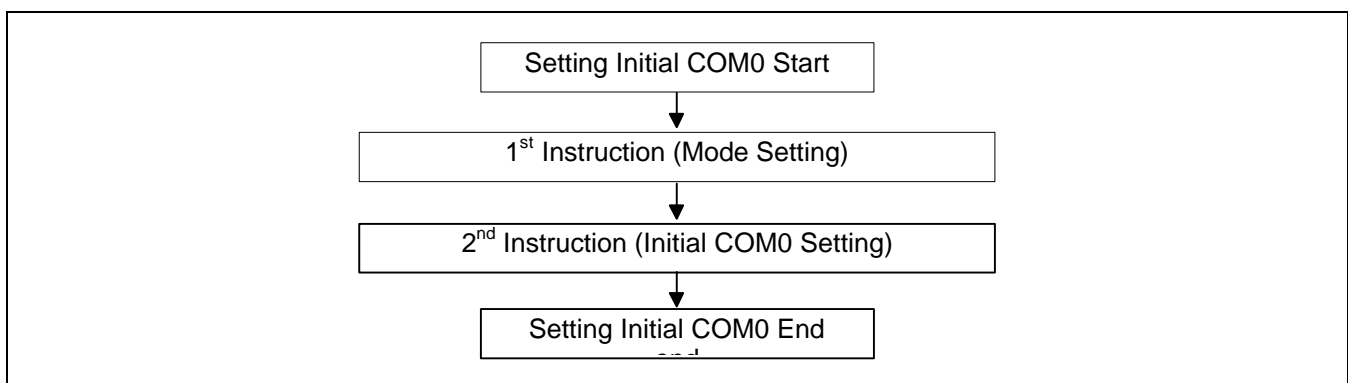 Setting Initial COM0 Start
1st Instruction (Mode Setting)
2nd Instruction (Initial COM0 Setting)
Setting Initial COM0 End